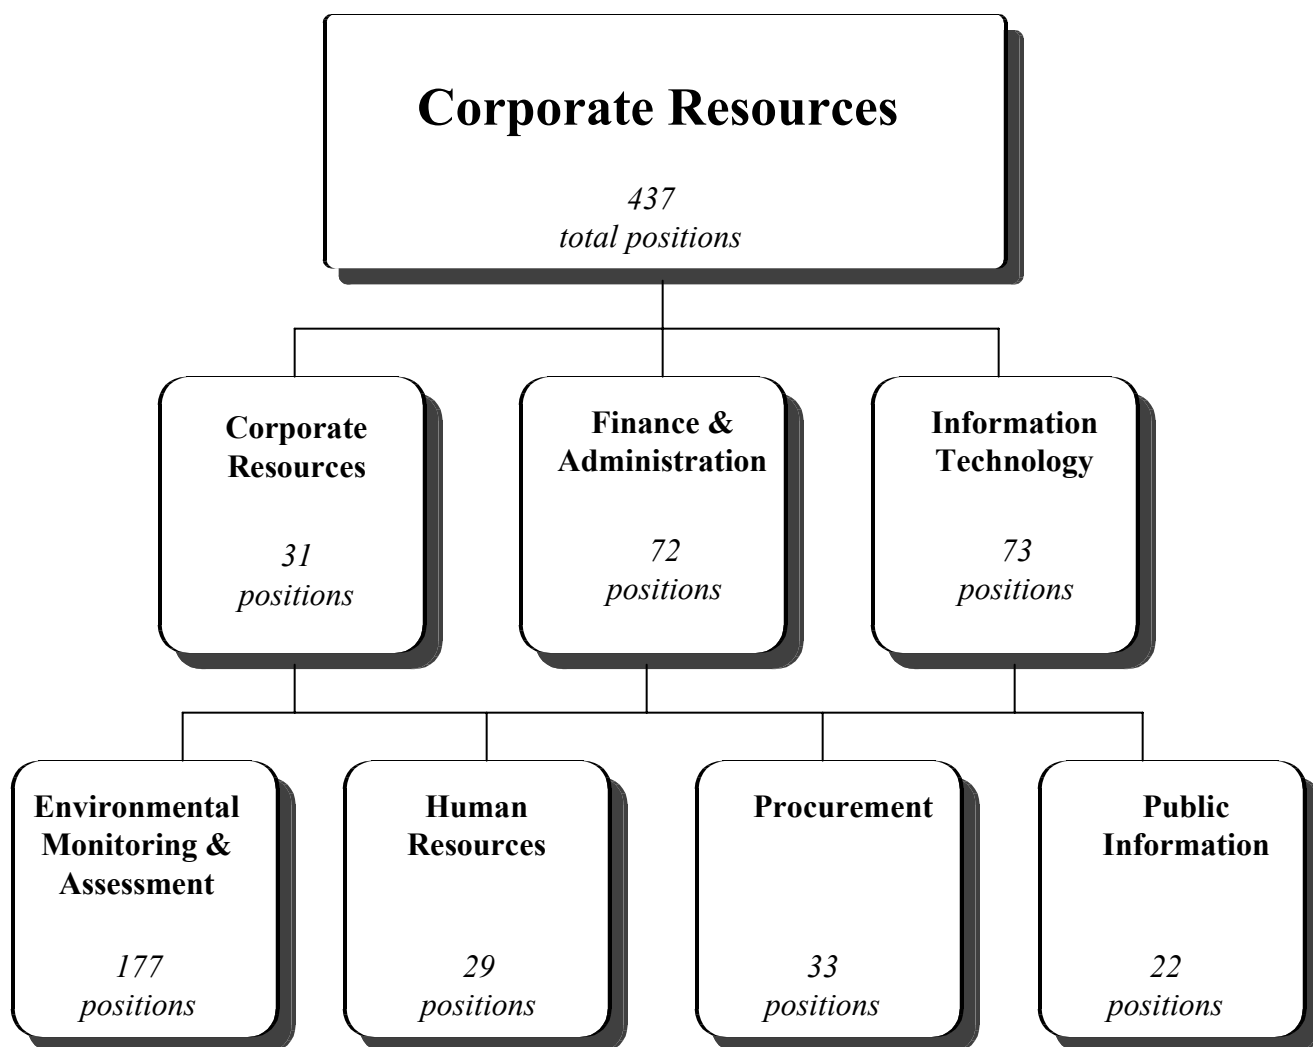 Corporate Resources
437
total positions
Corporate
Resources
31
positions
Finance &
Administration
72
positions
Information
Technology
73
positions
Environmental
Monitoring &
Assessment
177
positions
Human
Resources
29
positions
Procurement
33
positions
Public
Information
22
positions